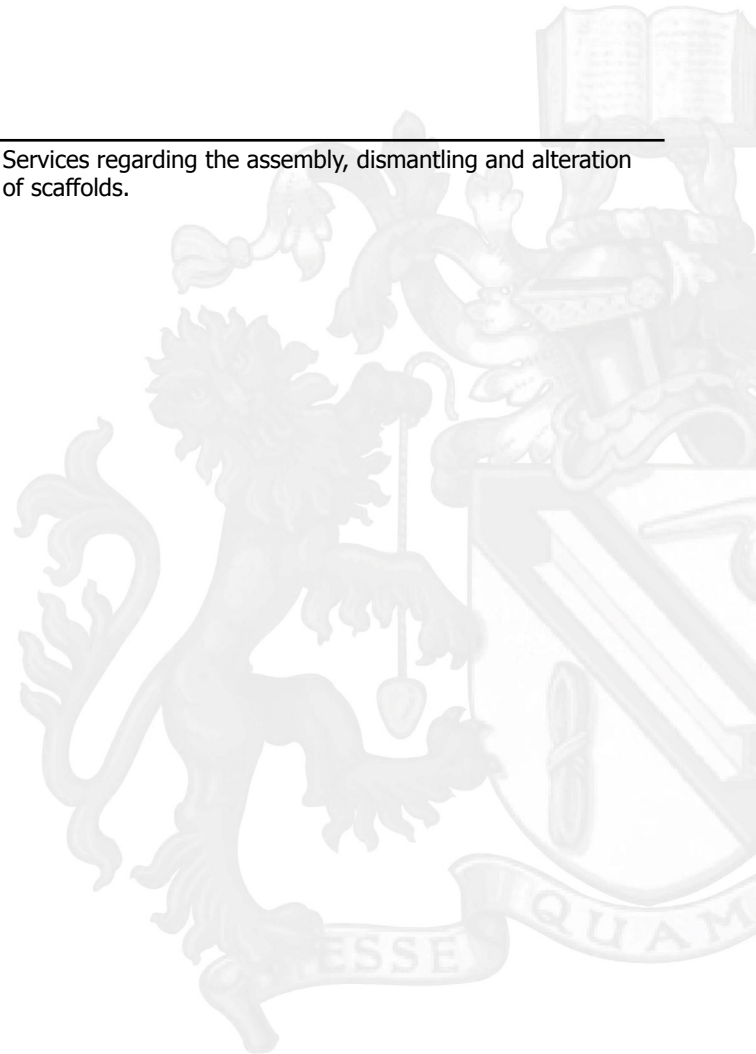 Services regarding the assembly, dismantling and alteration
of scaffolds.
ESSE
QUAM